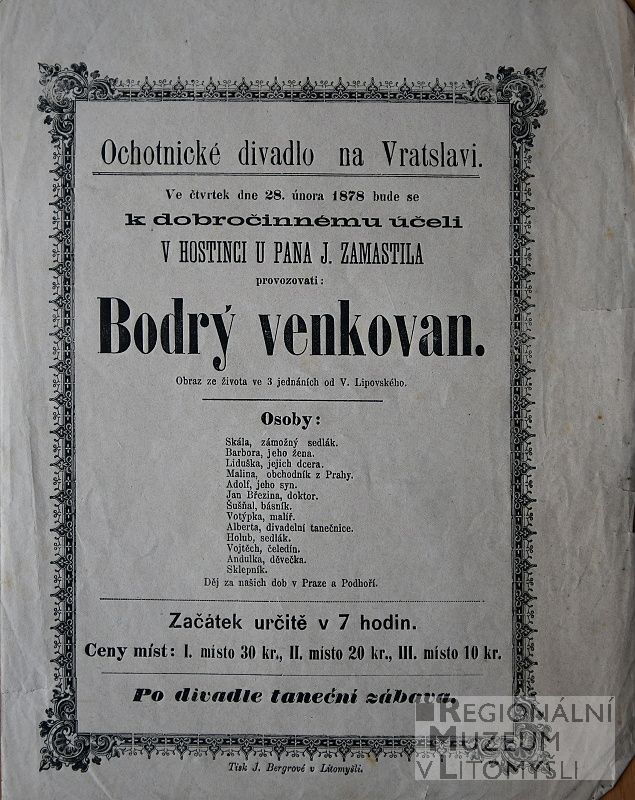 Ochotnické divadlo na Vratslavi.
Ve čtvrtek dne 28. února 1878 bude se
k dobročinnému účeli
V HOSTINCI U PANA J. ZAMASTILA
provozovati:
Bodrý venkovan.
Obraz ze života ve 3 jednáních od V. Lipovského.
Osoby:
Skála, zámožný sedlák.
Barbora, jeho žena.
Liduška, jejich dcera.
Malina, obchodník z Prahy.
Adolf, jeho syn.
Jan Březina, doktor.
Šušňal, básník.
Votýpka, malíř.
Alberta, divadelní tanečnice.
Holub, sedlák.
Vojtěch, čeledín.
Andulka, děvečka.
Sklepník.
Děj za našich dob v Praze a Podhoří.
Začátek určitě v 7 hodin.
Ceny míst: I. místo 30 kr., II. místo 20 kr., III. místo 10 kr.
Po divadle taneční zábava.
Tisk J. Bergrové v Litomyšli.
REGIONÁLNÍ
MUZEUM
V LITOMYŠLI